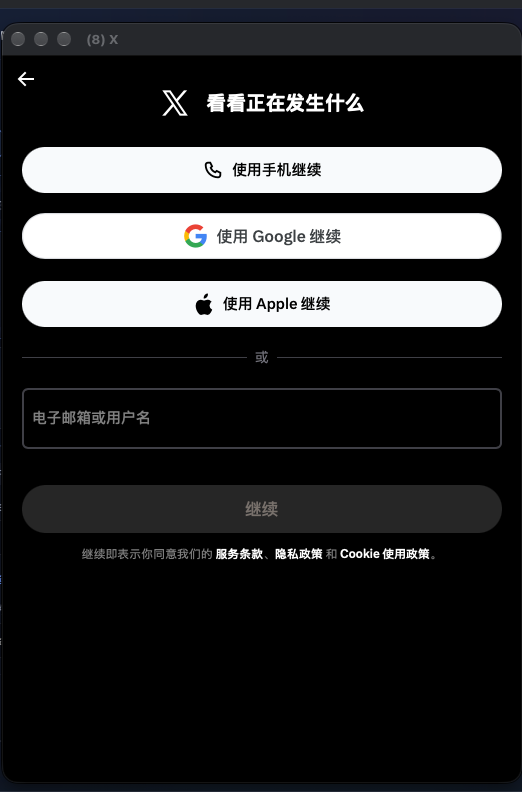 (8) X
看看正在发生什么
使用手机继续
使用 Google 继续
使用 Apple 继续
或
电子邮箱或用户名
继续
继续即表示你同意我们的 服务条款、隐私政策 和 Cookie 使用政策。